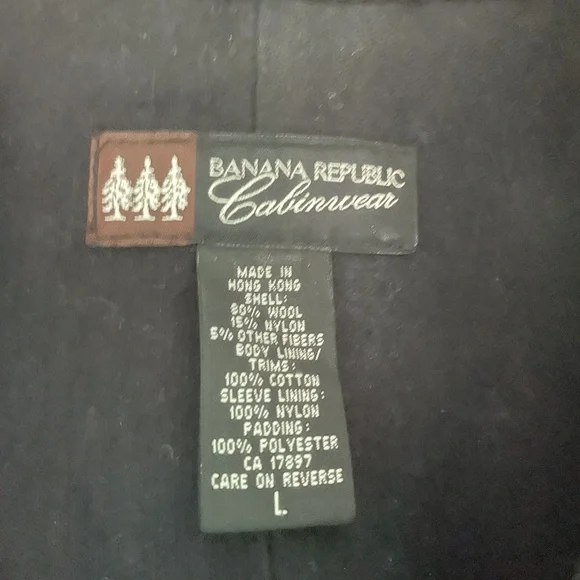 BANANA REPUBLIC
Cabinwear
MADE IN
HONG KONG
SHELL:
80% WOOL
15% NYLON
5% OTHER FIBERS
BODY LINING/
TRIMS:
100% COTTON
SLEEVE LINING:
100% NYLON
PADDING:
100% POLYESTER
CA 17897
CARE ON REVERSE
L